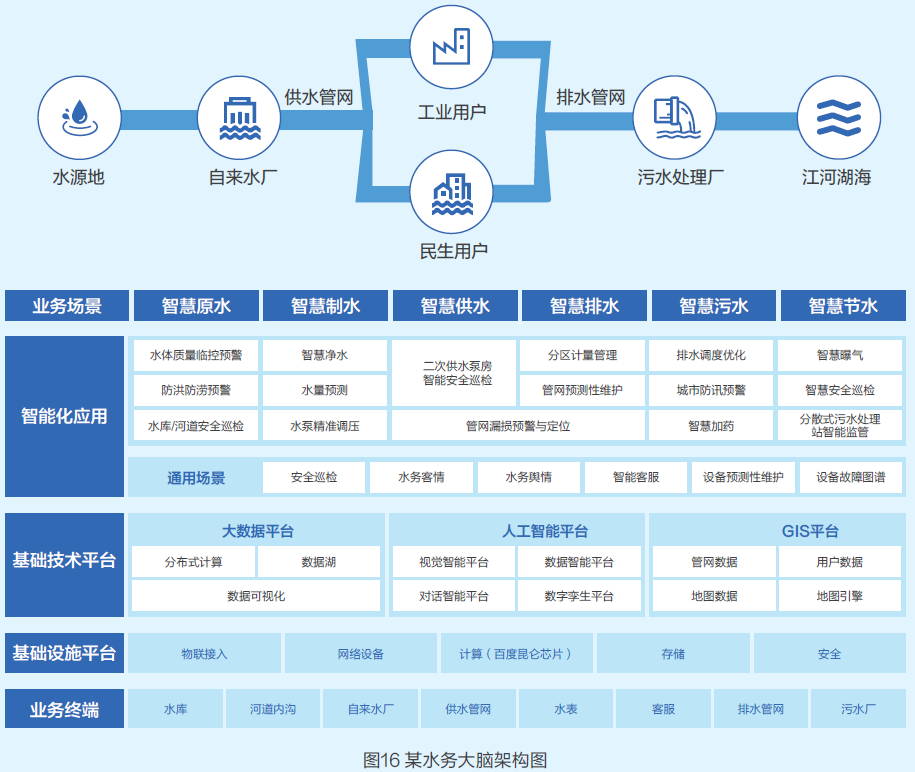 供水管网
工业用户
排水管网
水源地
自来水厂
污水处理厂
江河湖海
民生用户
业务场景
智慧原水
智慧制水
智慧供水
智慧排水
智慧污水
智慧节水
智能化应用
水体质量临控预警
智慧净水
二次供水泵房
智能安全巡检
分区计量管理
排水调度优化
智慧曝气
防洪防涝预警
水量预测
管网预测性维护
城市防讯预警
智慧安全巡检
水库/河道安全巡检
水泵精准调压
管网漏损预警与定位
智慧加药
分散式污水处理
站智能监管
通用场景
安全巡检
水务客情
水务舆情
智能客服
设备预测性维护
设备故障图谱
基础技术平台
大数据平台
人工智能平台
GIS平台
分布式计算
数据湖
视觉智能平台
数据智能平台
管网数据
用户数据
数据可视化
对话智能平台
数字孪生平台
地图数据
地图引擎
基础设施平台
物联接入
网络设备
计算（百度昆仑芯片）
存储
安全
业务终端
水库
河道内沟
自来水厂
供水管网
水表
客服
排水管网
污水厂
图16 某水务大脑架构图